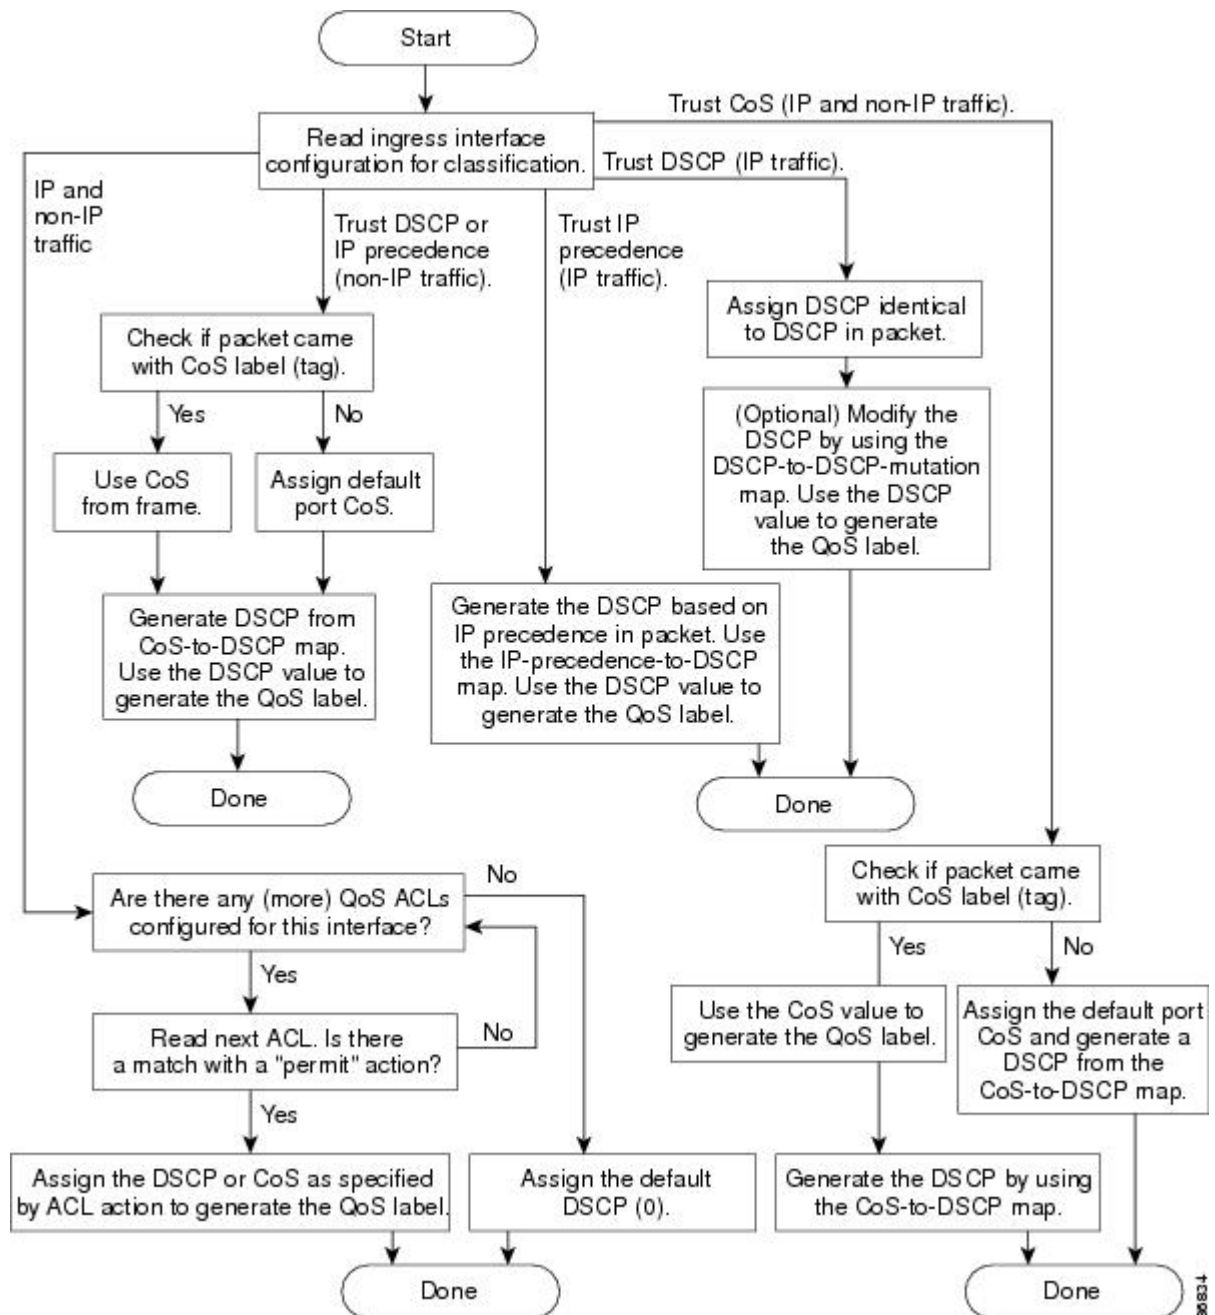 Start
Trust CoS (IP and non-IP traffic).
Read ingress interface
configuration for classification.
Trust DSCP (IP traffic).
IP and
non-IP
traffic
Trust DSCP or
IP precedence
(non-IP traffic).
Trust IP
precedence
(IP traffic).
Assign DSCP identical
to DSCP in packet.
Check if packet came
with CoS label (tag).
Yes
No
(Optional) Modify the
DSCP by using the
DSCP-to-DSCP-mutation
map. Use the DSCP
value to generate
the QoS label.
Use CoS
from frame.
Assign default
port CoS.
Generate DSCP from
CoS-to-DSCP map.
Use the DSCP value to
generate the QoS label.
Generate the DSCP based on
IP precedence in packet. Use
the IP-precedence-to-DSCP
map. Use the DSCP value to
generate the QoS label.
Done
Done
Check if packet came
with CoS label (tag).
Yes
No
Are there any (more) QoS ACLs
configured for this interface?
No
Yes
Read next ACL. Is there
a match with a "permit" action?
No
Yes
Use the CoS value to
generate the QoS label.
Assign the default port
CoS and generate a
DSCP from the
CoS-to-DSCP map.
Assign the DSCP or CoS as specified
by ACL action to generate the QoS label.
Assign the default
DSCP (0).
Generate the DSCP by using
the CoS-to-DSCP map.
Done
Done
86834